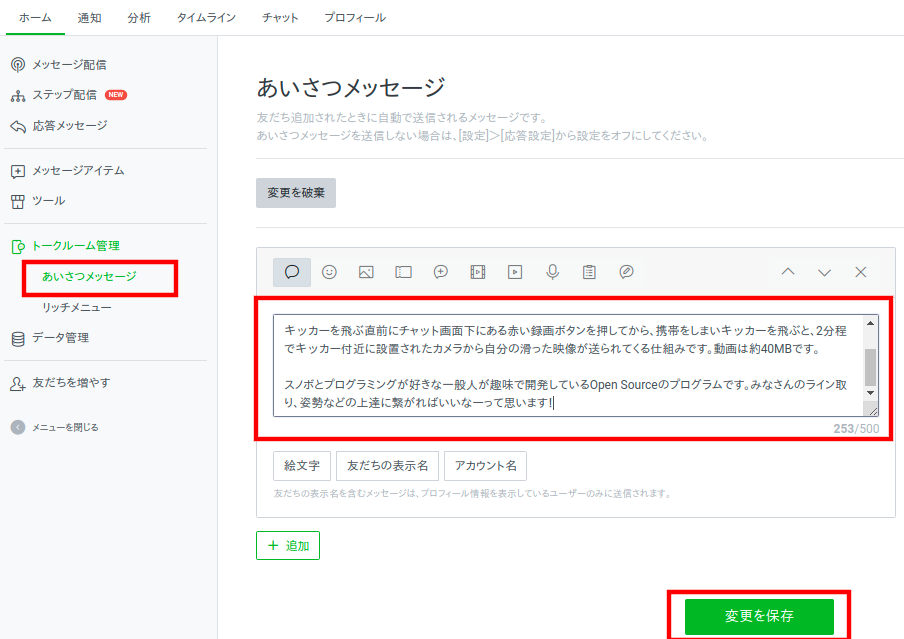 ホーム 通知 分析 タイムライン チャット プロフィール
メッセージ配信
ステップ配信 NEW
応答メッセージ
メッセージアイテム
ツール
トークルーム管理
あいさつメッセージ
リッチメニュー
データ管理
友だちを増やす
メニューを閉じる
あいさつメッセージ
友だち追加されたときに自動で送信されるメッセージです。
あいさつメッセージを送信しない場合は、[設定]＞[応答設定]から設定をオフにしてください。
変更を破棄
キッカーを飛ぶ直前にチャット画面下にある赤い録画ボタンを押してから、携帯をしまいキッカーを飛ぶと、2分程
でキッカー付近に設置されたカメラから自分の滑った映像が送られてくる仕組みです。動画は約40MBです。
スノボとプログラミングが好きな一般人が趣味で開発しているOpen Sourceのプログラムです。みなさんのライン取
り、姿勢などの上達に繋がればいいなーって思います!
253/500
絵文字 友だちの表示名 アカウント名
友だちの表示名を含むメッセージは、プロフィール情報を表示しているユーザーのみに送信されます。
+ 追加
変更を保存